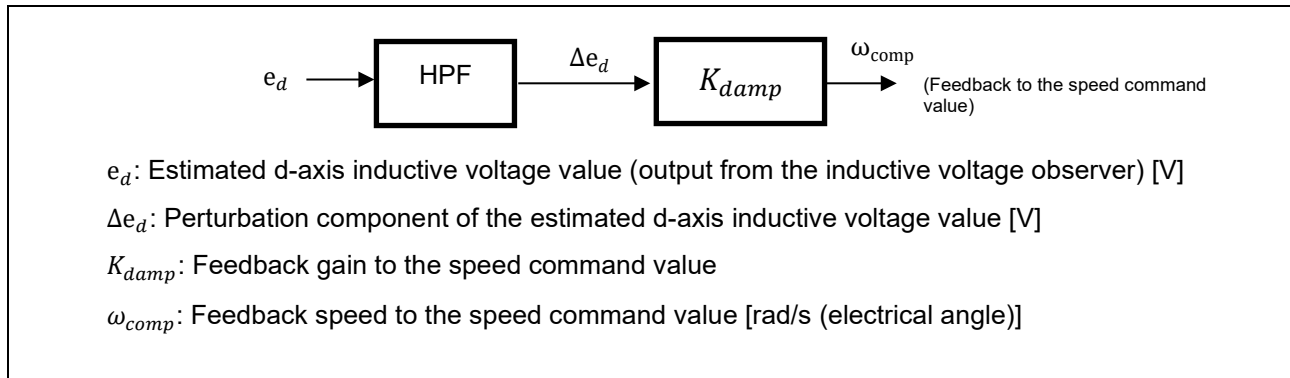 e_d HPF Δe_d K_damp ω_comp (Feedback to the speed command
value)
e_d: Estimated d-axis inductive voltage value (output from the inductive voltage observer) [V]
Δe_d: Perturbation component of the estimated d-axis inductive voltage value [V]
K_damp: Feedback gain to the speed command value
ω_comp: Feedback speed to the speed command value [rad/s (electrical angle)]